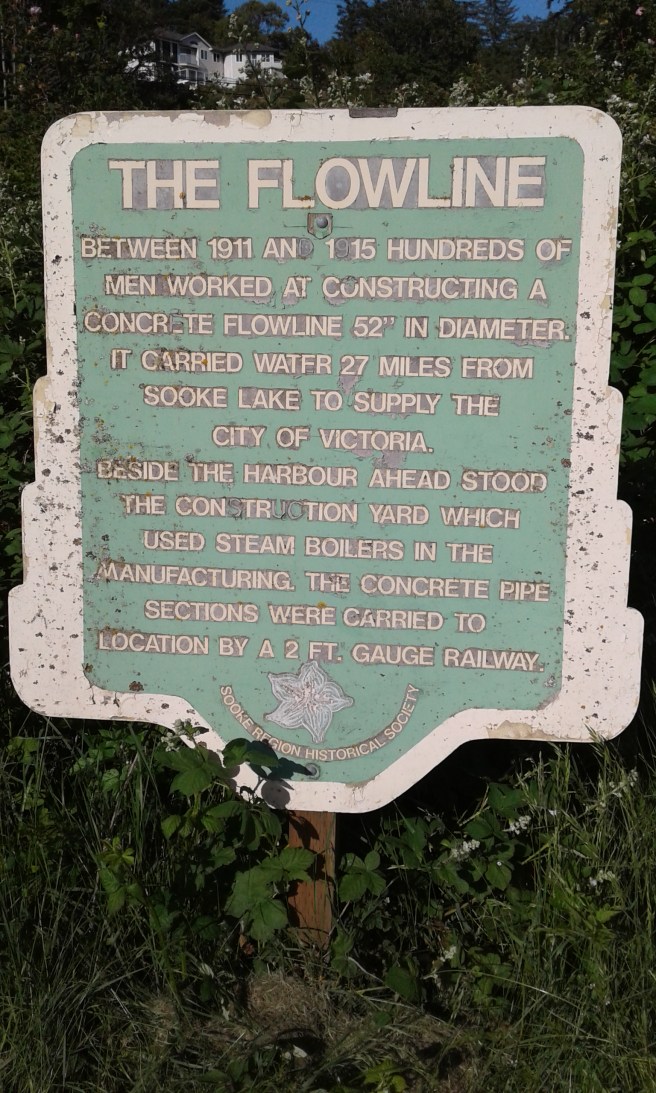 THE FLOWLINE
BETWEEN 1911 AND 1915 HUNDREDS OF
MEN WORKED AT CONSTRUCTING A
CONCRETE FLOWLINE 52" IN DIAMETER.
IT CARRIED WATER 27 MILES FROM
SOOKE LAKE TO SUPPLY THE
CITY OF VICTORIA.
BESIDE THE HARBOUR AHEAD STOOD
THE CONSTRUCTION YARD WHICH
USED STEAM BOILERS IN THE
MANUFACTURING. THE CONCRETE PIPE
SECTIONS WERE CARRIED TO
LOCATION BY A 2 FT. GAUGE RAILWAY.
SOOKE REGION HISTORICAL SOCIETY